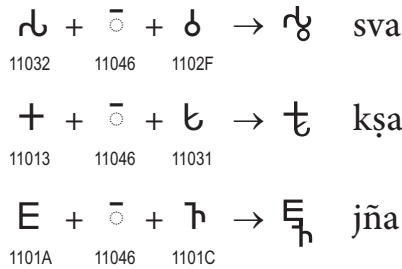 𑀲 + ◌𑁆 + 𑀯 → 𑀲𑁆𑀯 sva
11032 11046 1102F
𑀓 + ◌𑁆 + 𑀱 → 𑀓𑁆𑀱 kṣa
11013 11046 11031
𑀚 + ◌𑁆 + 𑀜 → 𑀚𑁆𑀜 jña
1101A 11046 1101C